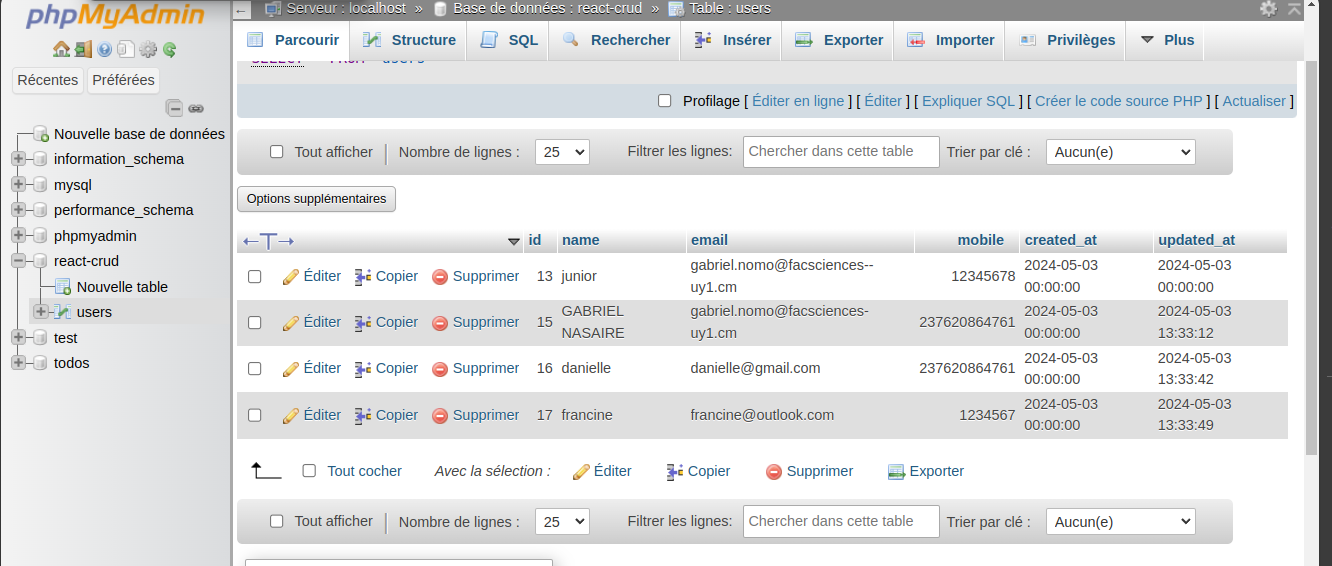 phpMyAdmin
Récentes Préférées
Nouvelle base de données
information_schema
mysql
performance_schema
phpmyadmin
react-crud
Nouvelle table
users
test
todos
Serveur : localhost » Base de données : react-crud » Table : users
Parcourir Structure SQL Rechercher Insérer Exporter Importer Privilèges Plus
Profilage [ Éditer en ligne ] [ Éditer ] [ Expliquer SQL ] [ Créer le code source PHP ] [ Actualiser ]
Tout afficher Nombre de lignes : 25 Filtrer les lignes: Chercher dans cette table Trier par clé : Aucun(e)
Options supplémentaires
id name email mobile created_at updated_at
Éditer Copier Supprimer 13 junior gabriel.nomo@facsciences--uy1.cm 12345678 2024-05-03 00:00:00 2024-05-03 00:00:00
Éditer Copier Supprimer 15 GABRIEL NASAIRE gabriel.nomo@facsciences-uy1.cm 237620864761 2024-05-03 00:00:00 2024-05-03 13:33:12
Éditer Copier Supprimer 16 danielle danielle@gmail.com 237620864761 2024-05-03 00:00:00 2024-05-03 13:33:42
Éditer Copier Supprimer 17 francine francine@outlook.com 1234567 2024-05-03 00:00:00 2024-05-03 13:33:49
Tout cocher Avec la sélection : Éditer Copier Supprimer Exporter
Tout afficher Nombre de lignes : 25 Filtrer les lignes: Chercher dans cette table Trier par clé : Aucun(e)